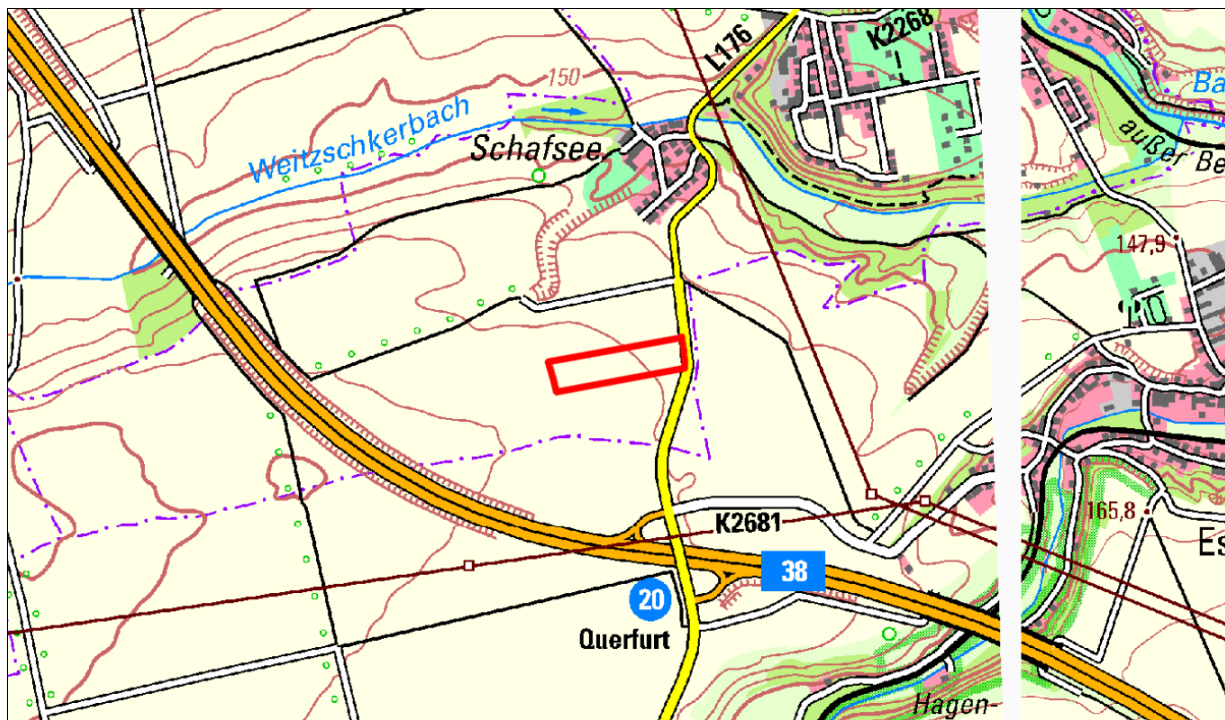 L176
K2268
150
Ba
Weitzschkerbach
Schafsee
außer Be
147,9
165,8
K2681
Es
38
20
Querfurt
Hagen-